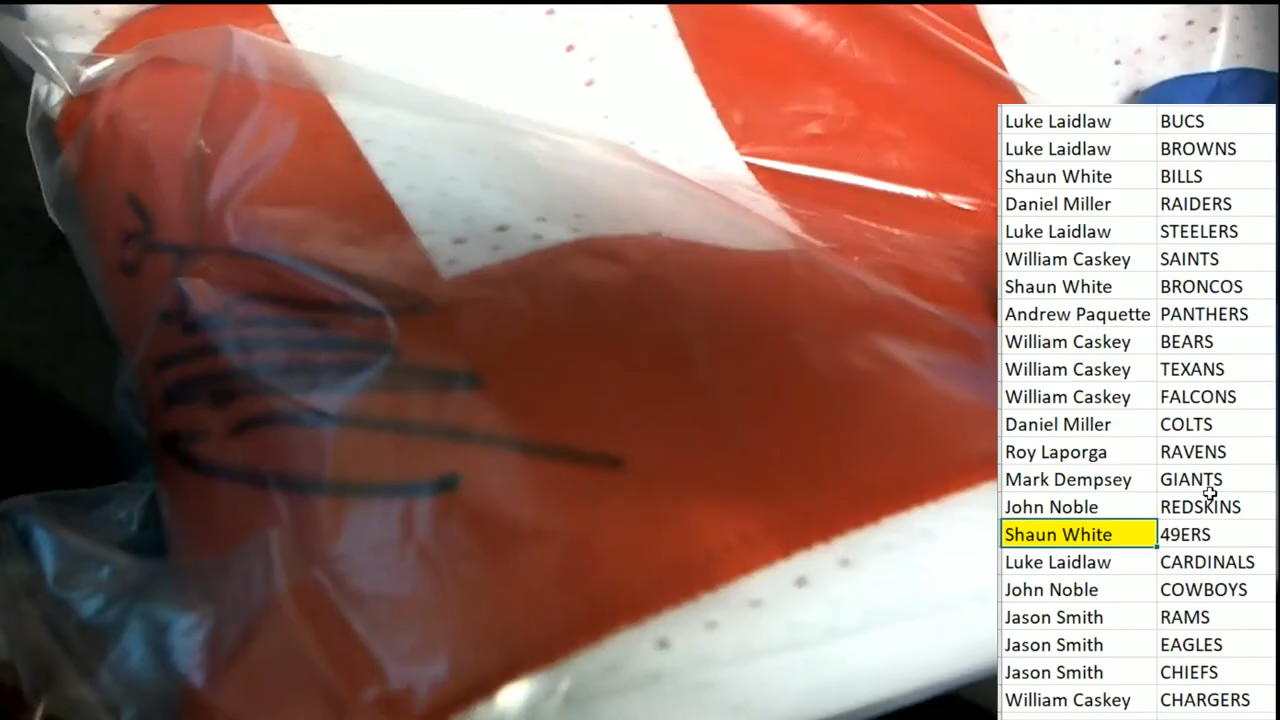 Luke Laidlaw BUCS
Luke Laidlaw BROWNS
Shaun White BILLS
Daniel Miller RAIDERS
Luke Laidlaw STEELERS
William Caskey SAINTS
Shaun White BRONCOS
Andrew Paquette PANTHERS
William Caskey BEARS
William Caskey TEXANS
William Caskey FALCONS
Daniel Miller COLTS
Roy Laporga RAVENS
Mark Dempsey GIANTS
John Noble REDSKINS
Shaun White 49ERS
Luke Laidlaw CARDINALS
John Noble COWBOYS
Jason Smith RAMS
Jason Smith EAGLES
Jason Smith CHIEFS
William Caskey CHARGERS